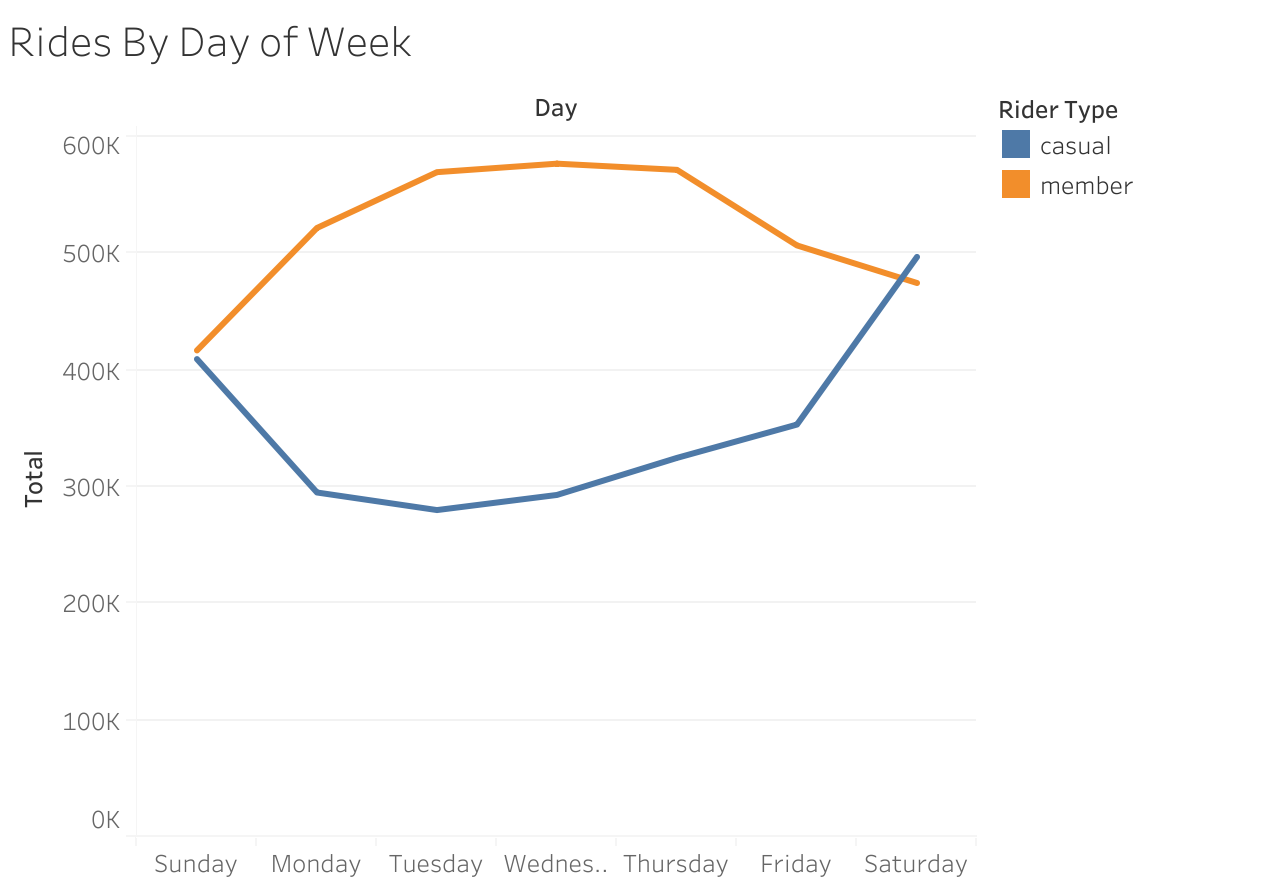 Rides By Day of Week
Day
Rider Type
casual
member
600K
500K
400K
300K
200K
100K
0K
Total
Sunday Monday Tuesday Wednes.. Thursday Friday Saturday